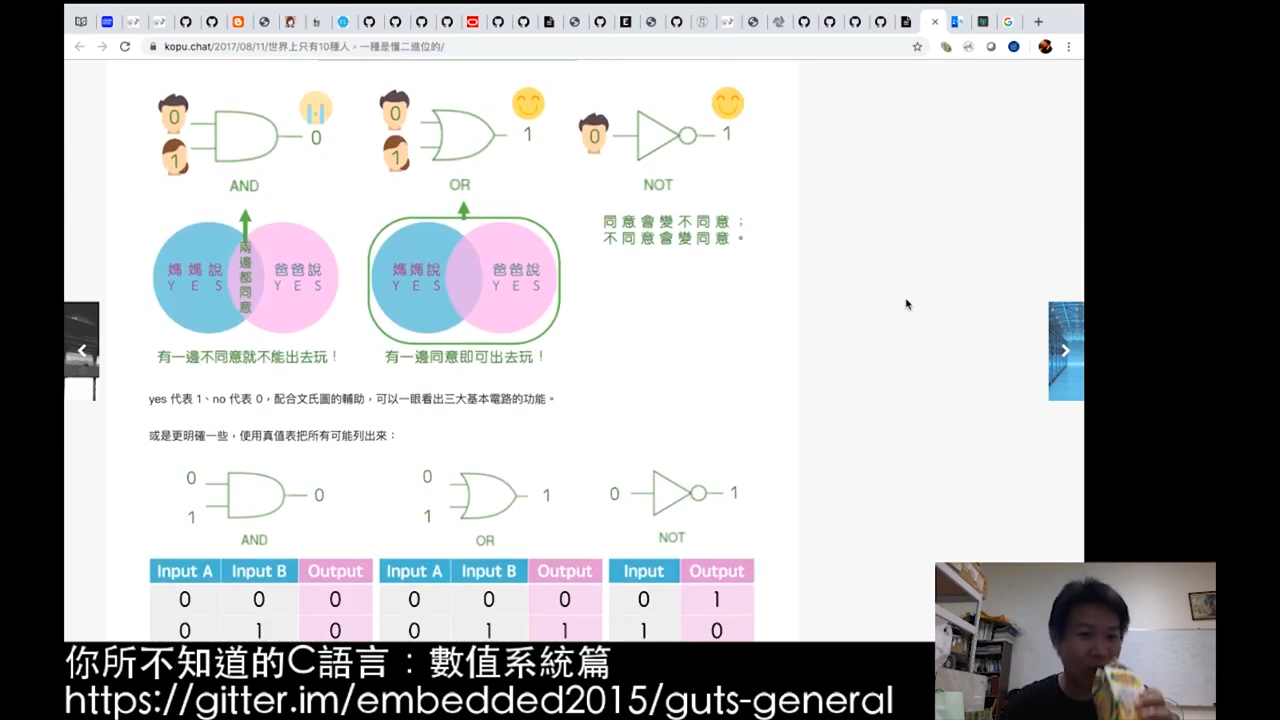 kopu.chat/2017/08/11/世界上只有10種人，一種是懂二進位的/
0
1
0
AND
0
1
1
OR
0
1
NOT
媽媽說
YES
兩邊都同意
爸爸說
YES
有一邊不同意就不能出去玩！
媽媽說
YES
爸爸說
YES
有一邊同意即可出去玩！
同意會變不同意；
不同意會變同意。
yes 代表 1、no 代表 0，配合文氏圖的輔助，可以一眼看出三大基本電路的功能。
或是更明確一些，使用真值表把所有可能列出來：
0
1
0
AND
0
1
1
OR
0
1
NOT
Input A Input B Output Input A Input B Output Input Output
0 0 0 0 0 0 0 1
0 1 0 0 1 1 1 0
你所不知道的C語言：數值系統篇
https://gitter.im/embedded2015/guts-general